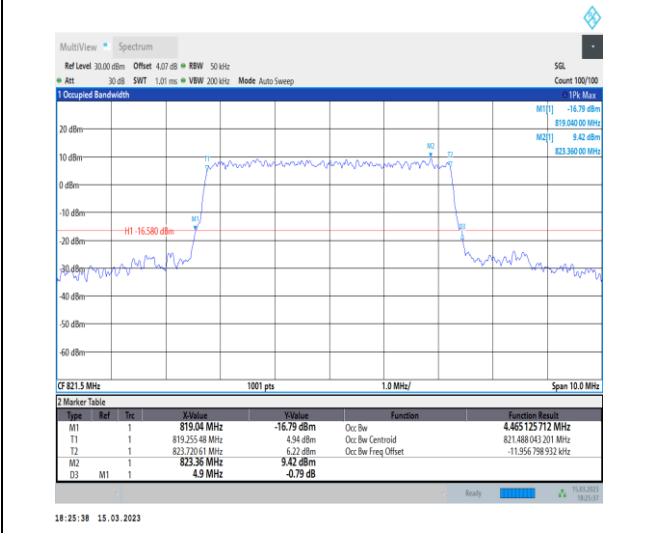 MultiView Spectrum
Ref Level 30.00 dBm Offset 4.07 dB RBW 50 kHz SGL
Att 30 dB SWT 1.01 ms VBW 200 kHz Mode Auto Sweep Count 100/100
1 Occupied Bandwidth 1Pk Max
M1[1] -16.79 dBm
819.040 00 MHz
M2[1] 9.42 dBm
823.360 00 MHz
20 dBm
M2
T1 T2
10 dBm
0 dBm
-10 dBm
M1
H1 -16.580 dBm
D3
-20 dBm
-30 dBm
-40 dBm
-50 dBm
-60 dBm
CF 821.5 MHz 1001 pts 1.0 MHz/ Span 10.0 MHz
2 Marker Table
Type Ref Trc X-Value Y-Value Function Function Result
M1 1 819.04 MHz -16.79 dBm Occ Bw 4.465 125 712 MHz
T1 1 819.255 48 MHz 4.94 dBm Occ Bw Centroid 821.488 043 201 MHz
T2 1 823.720 61 MHz 6.22 dBm Occ Bw Freq Offset -11.956 798 932 kHz
M2 1 823.36 MHz 9.42 dBm
D3 M1 1 4.9 MHz -0.79 dB
Ready 15.03.2023
18:25:37
18:25:38 15.03.2023